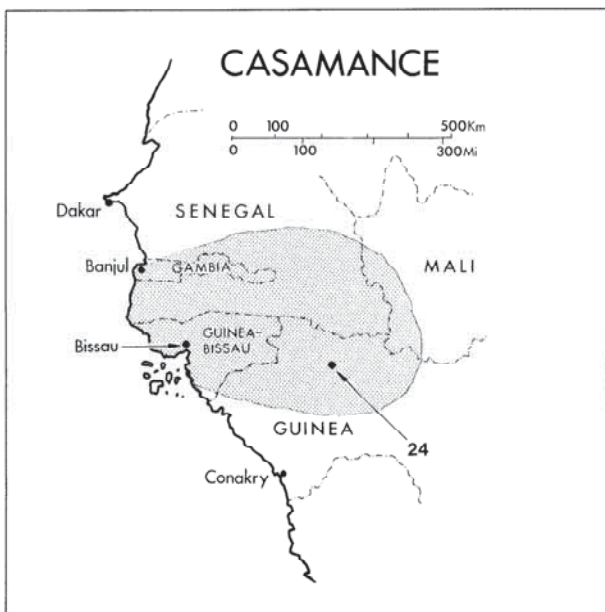 CASAMANCE
0 100 500Km
0 100 300Mi
Dakar
SENEGAL
Banjul
GAMBIA
MALI
Bissau
GUINEA-
BISSAU
GUINEA
24
Conakry